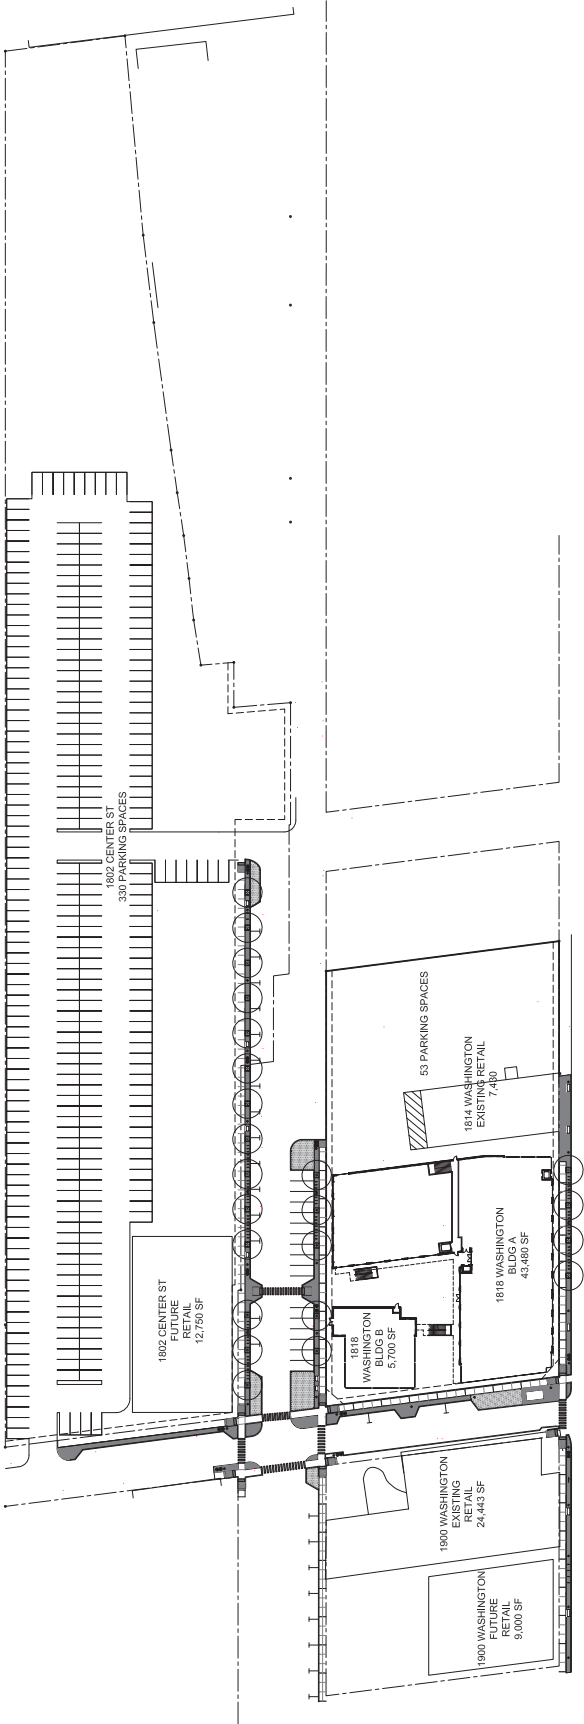 1802 CENTER ST
330 PARKING SPACES
53 PARKING SPACES
1814 WASHINGTON
EXISTING RETAIL
7,430
1818 WASHINGTON
BLDG A
43,480 SF
1802 CENTER ST
FUTURE
RETAIL
12,750 SF
1818
WASHINGTON
BLDG B
5,700 SF
1900 WASHINGTON
EXISTING
RETAIL
24,443 SF
1900 WASHINGTON
FUTURE
RETAIL
9,000 SF